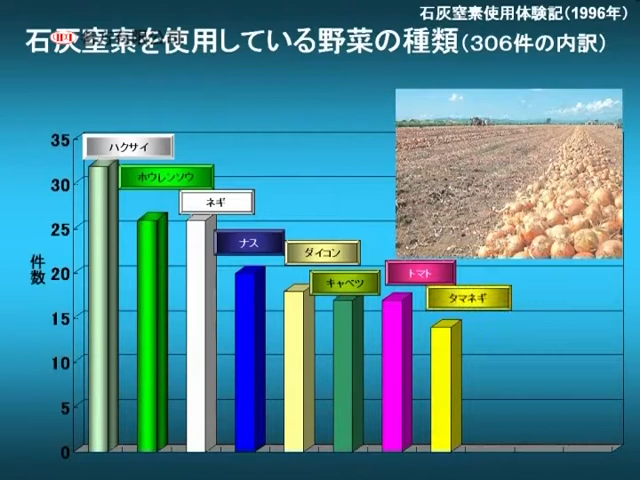 石灰窒素使用体験記(1996年)
石灰窒素を使用している野菜の種類(306件の内訳)
35
30
25
20
15
10
5
0
件数
ハクサイ
ホウレンソウ
ネギ
ナス
ダイコン
キャベツ
トマト
タマネギ